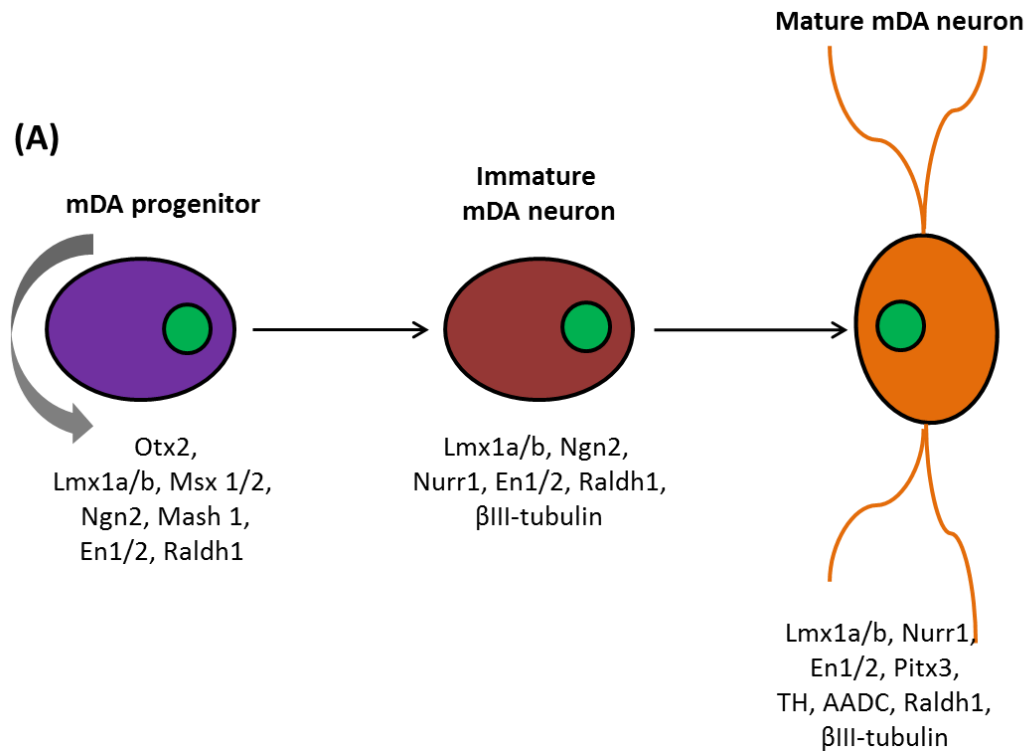 (A)
mDA progenitor
Otx2,
Lmx1a/b, Msx 1/2,
Ngn2, Mash 1,
En1/2, Raldh1
Immature
mDA neuron
Lmx1a/b, Ngn2,
Nurr1, En1/2, Raldh1,
βIII-tubulin
Mature mDA neuron
Lmx1a/b, Nurr1,
En1/2, Pitx3,
TH, AADC, Raldh1,
βIII-tubulin